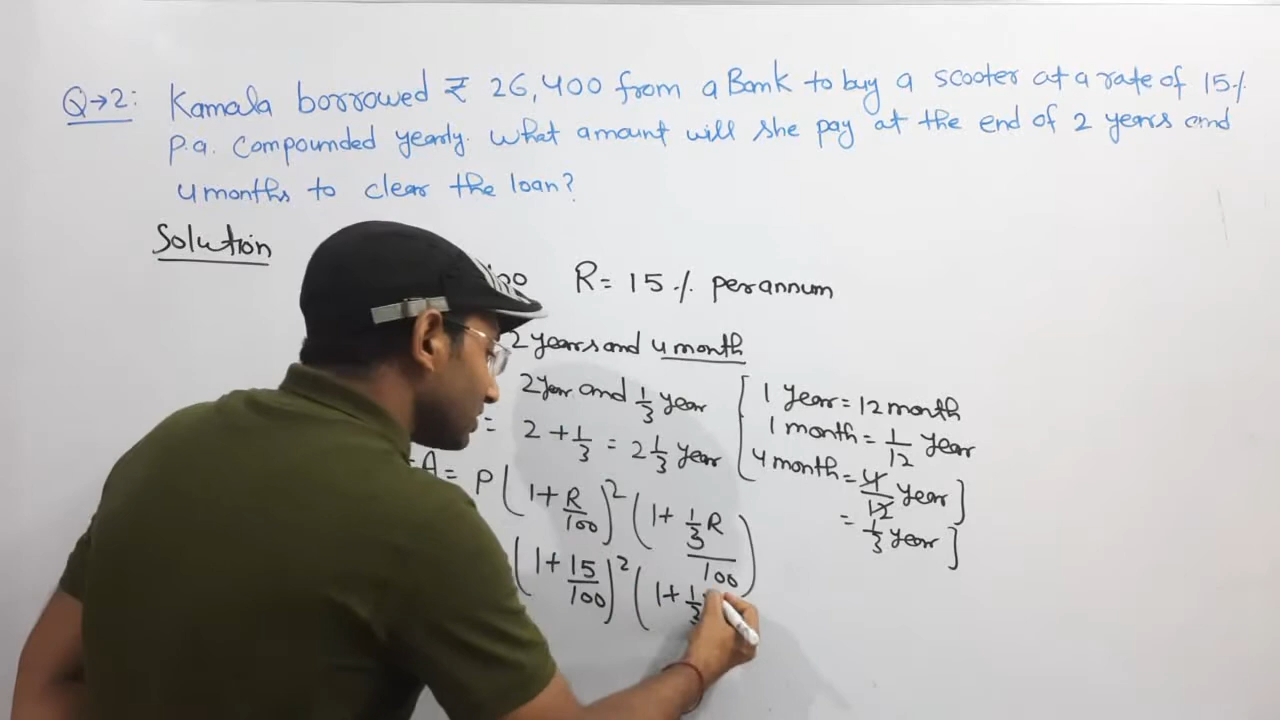 Q→2: Kamala borrowed ₹ 26,400 from a Bank to buy a scooter at a rate of 15%
p.a. compounded yearly. What amount will she pay at the end of 2 years and
4 months to clear the loan?
Solution
R = 15 % per annum
2 years and 4 month
2 year and 1/3 year
= 2 + 1/3 = 2 1/3 year
1 year = 12 month
1 month = 1/12 year
4 month = 4/12 year
= 1/3 year
A = P (1 + R/100)² (1 + 1/3 R/100)
(1 + 15/100)² (1 + 1/3